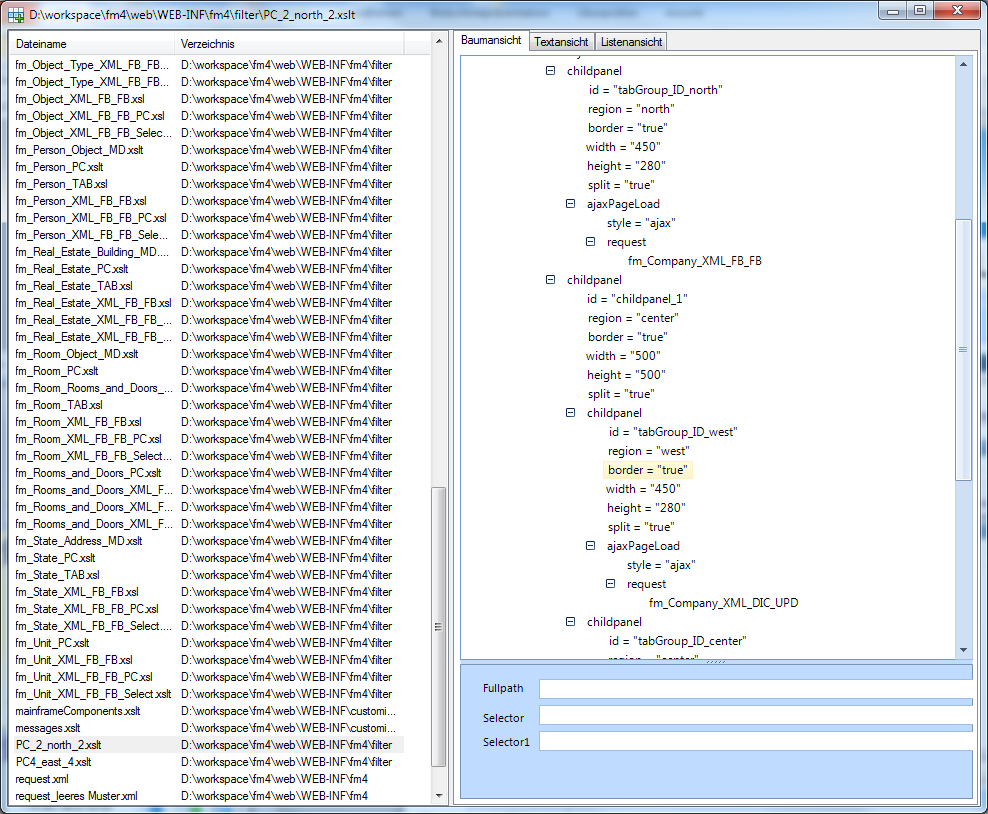 D:\workspace\fm4\web\WEB-INF\fm4\filter\PC_2_north_2.xslt
Dateiname Verzeichnis
fm_Object_Type_XML_FB_FB... D:\workspace\fm4\web\WEB-INF\fm4\filter
fm_Object_Type_XML_FB_FB... D:\workspace\fm4\web\WEB-INF\fm4\filter
fm_Object_XML_FB_FB.xsl D:\workspace\fm4\web\WEB-INF\fm4\filter
fm_Object_XML_FB_FB_PC.xsl D:\workspace\fm4\web\WEB-INF\fm4\filter
fm_Object_XML_FB_FB_Selec... D:\workspace\fm4\web\WEB-INF\fm4\filter
fm_Person_Object_MD.xslt D:\workspace\fm4\web\WEB-INF\fm4\filter
fm_Person_PC.xslt D:\workspace\fm4\web\WEB-INF\fm4\filter
fm_Person_TAB.xsl D:\workspace\fm4\web\WEB-INF\fm4\filter
fm_Person_XML_FB_FB.xsl D:\workspace\fm4\web\WEB-INF\fm4\filter
fm_Person_XML_FB_FB_PC.xsl D:\workspace\fm4\web\WEB-INF\fm4\filter
fm_Person_XML_FB_FB_Sele... D:\workspace\fm4\web\WEB-INF\fm4\filter
fm_Real_Estate_Building_MD.... D:\workspace\fm4\web\WEB-INF\fm4\filter
fm_Real_Estate_PC.xslt D:\workspace\fm4\web\WEB-INF\fm4\filter
fm_Real_Estate_TAB.xsl D:\workspace\fm4\web\WEB-INF\fm4\filter
fm_Real_Estate_XML_FB_FB.xsl D:\workspace\fm4\web\WEB-INF\fm4\filter
fm_Real_Estate_XML_FB_FB_... D:\workspace\fm4\web\WEB-INF\fm4\filter
fm_Real_Estate_XML_FB_FB_... D:\workspace\fm4\web\WEB-INF\fm4\filter
fm_Room_Object_MD.xslt D:\workspace\fm4\web\WEB-INF\fm4\filter
fm_Room_PC.xslt D:\workspace\fm4\web\WEB-INF\fm4\filter
fm_Room_Rooms_and_Doors_... D:\workspace\fm4\web\WEB-INF\fm4\filter
fm_Room_TAB.xsl D:\workspace\fm4\web\WEB-INF\fm4\filter
fm_Room_XML_FB_FB.xsl D:\workspace\fm4\web\WEB-INF\fm4\filter
fm_Room_XML_FB_FB_PC.xsl D:\workspace\fm4\web\WEB-INF\fm4\filter
fm_Room_XML_FB_FB_Select... D:\workspace\fm4\web\WEB-INF\fm4\filter
fm_Rooms_and_Doors_PC.xslt D:\workspace\fm4\web\WEB-INF\fm4\filter
fm_Rooms_and_Doors_XML_F... D:\workspace\fm4\web\WEB-INF\fm4\filter
fm_Rooms_and_Doors_XML_F... D:\workspace\fm4\web\WEB-INF\fm4\filter
fm_Rooms_and_Doors_XML_F... D:\workspace\fm4\web\WEB-INF\fm4\filter
fm_State_Address_MD.xslt D:\workspace\fm4\web\WEB-INF\fm4\filter
fm_State_PC.xslt D:\workspace\fm4\web\WEB-INF\fm4\filter
fm_State_TAB.xsl D:\workspace\fm4\web\WEB-INF\fm4\filter
fm_State_XML_FB_FB.xsl D:\workspace\fm4\web\WEB-INF\fm4\filter
fm_State_XML_FB_FB_PC.xsl D:\workspace\fm4\web\WEB-INF\fm4\filter
fm_State_XML_FB_FB_Select.... D:\workspace\fm4\web\WEB-INF\fm4\filter
fm_Unit_PC.xslt D:\workspace\fm4\web\WEB-INF\fm4\filter
fm_Unit_XML_FB_FB.xsl D:\workspace\fm4\web\WEB-INF\fm4\filter
fm_Unit_XML_FB_FB_PC.xsl D:\workspace\fm4\web\WEB-INF\fm4\filter
fm_Unit_XML_FB_FB_Select.xslt D:\workspace\fm4\web\WEB-INF\fm4\filter
mainframeComponents.xslt D:\workspace\fm4\web\WEB-INF\customi...
messages.xslt D:\workspace\fm4\web\WEB-INF\customi...
PC_2_north_2.xslt D:\workspace\fm4\web\WEB-INF\fm4\filter
PC4_east_4.xslt D:\workspace\fm4\web\WEB-INF\fm4\filter
request.xml D:\workspace\fm4\web\WEB-INF\fm4
request_leeres Muster.xml D:\workspace\fm4\web\WEB-INF\fm4
Baumansicht Textansicht Listenansicht
childpanel
id = "tabGroup_ID_north"
region = "north"
border = "true"
width = "450"
height = "280"
split = "true"
ajaxPageLoad
style = "ajax"
request
fm_Company_XML_FB_FB
childpanel
id = "childpanel_1"
region = "center"
border = "true"
width = "500"
height = "500"
split = "true"
childpanel
id = "tabGroup_ID_west"
region = "west"
border = "true"
width = "450"
height = "280"
split = "true"
ajaxPageLoad
style = "ajax"
request
fm_Company_XML_DIC_UPD
childpanel
id = "tabGroup_ID_center"
region = "center"
Fullpath
Selector
Selector1